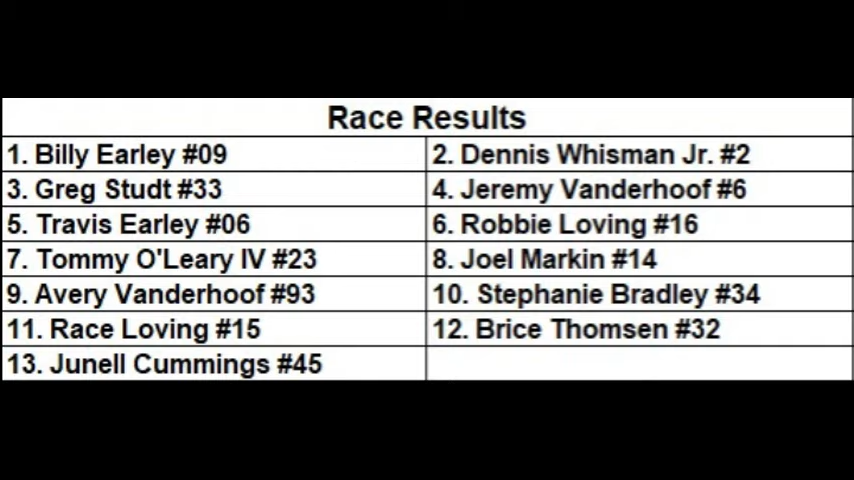 Race Results
1. Billy Earley #09
2. Dennis Whisman Jr. #2
3. Greg Studt #33
4. Jeremy Vanderhoof #6
5. Travis Earley #06
6. Robbie Loving #16
7. Tommy O'Leary IV #23
8. Joel Markin #14
9. Avery Vanderhoof #93
10. Stephanie Bradley #34
11. Race Loving #15
12. Brice Thomsen #32
13. Junell Cummings #45